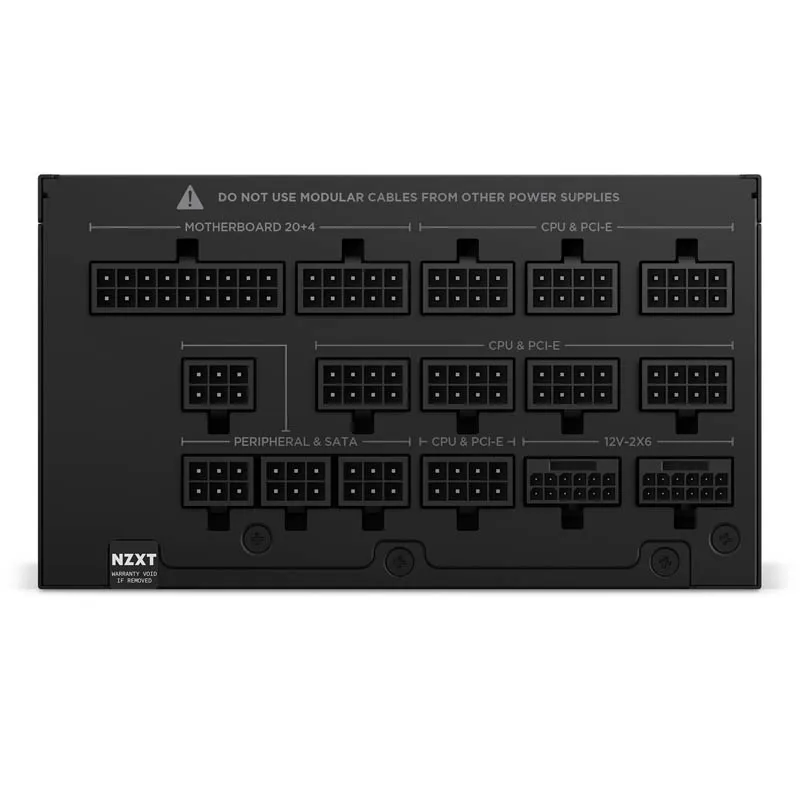 DO NOT USE MODULAR CABLES FROM OTHER POWER SUPPLIES
MOTHERBOARD 20+4
CPU & PCI-E
CPU & PCI-E
PERIPHERAL & SATA
CPU & PCI-E
12V-2X6
NZXT
WARRANTY VOID
IF REMOVED